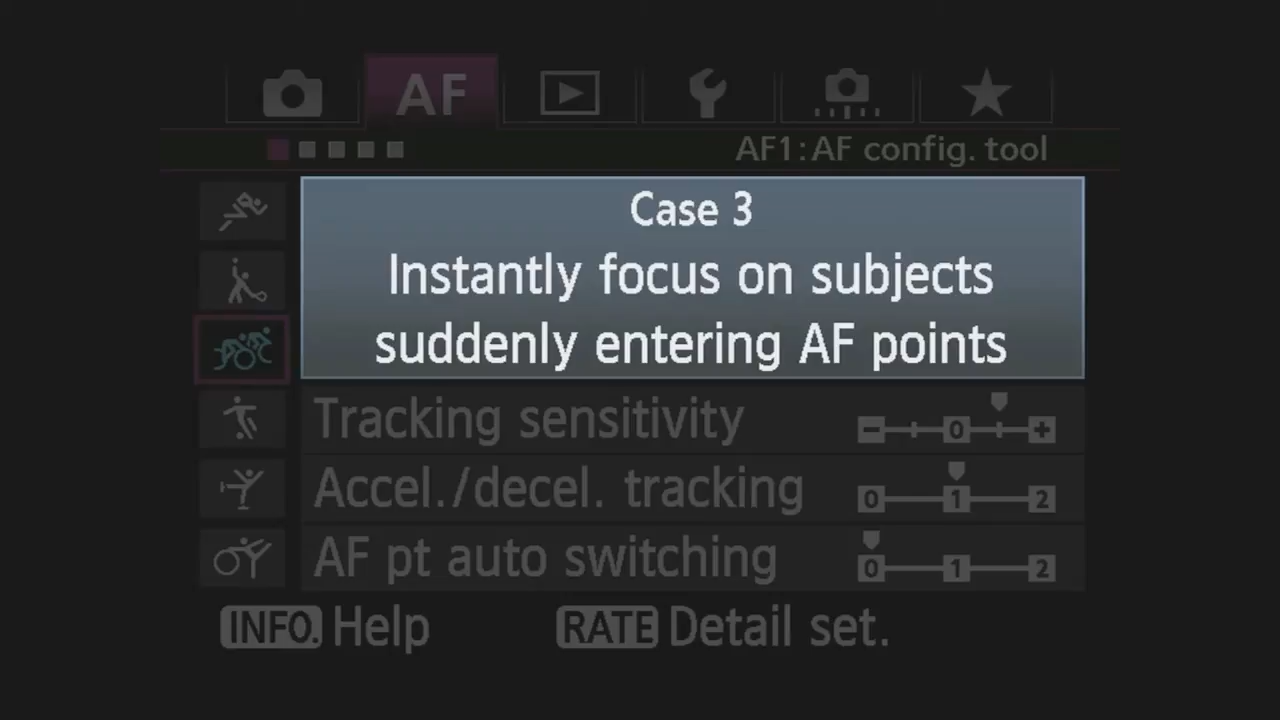 AF
AF1:AF config. tool
Case 3
Instantly focus on subjects
suddenly entering AF points
Tracking sensitivity - 0 +
Accel./decel. tracking 0 1 2
AF pt auto switching 0 1 2
INFO. Help RATE Detail set.